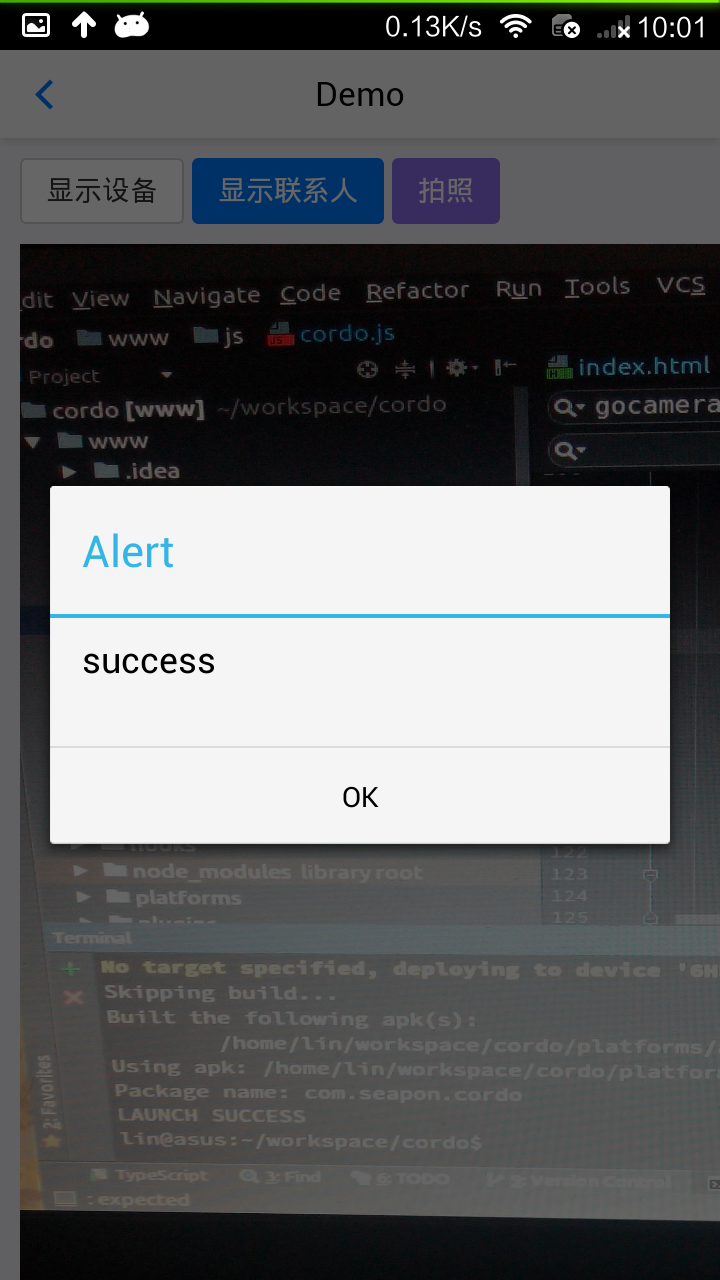 0.13K/s 10:01
Demo
显示设备 显示联系人 拍照
dit View Navigate Code Refactor Run Tools VCS
rdo www js cordo.js
Project index.html
cordo [www] ~/workspace/cordo gocamera
www
.idea
Alert
success
OK
122
node_modules library root 123
platforms 124
plugins 125
Terminal
No target specified, deploying to device '6H
Skipping build...
Built the following apk(s):
/home/lin/workspace/cordo/platforms/
Using apk: /home/lin/workspace/cordo/platfor
Package name: com.seapon.cordo
LAUNCH SUCCESS
lin@asus:~/workspace/cordo$
2: Favorites
TypeScript 3: Find 6: TODO 9: Version Control
: expected